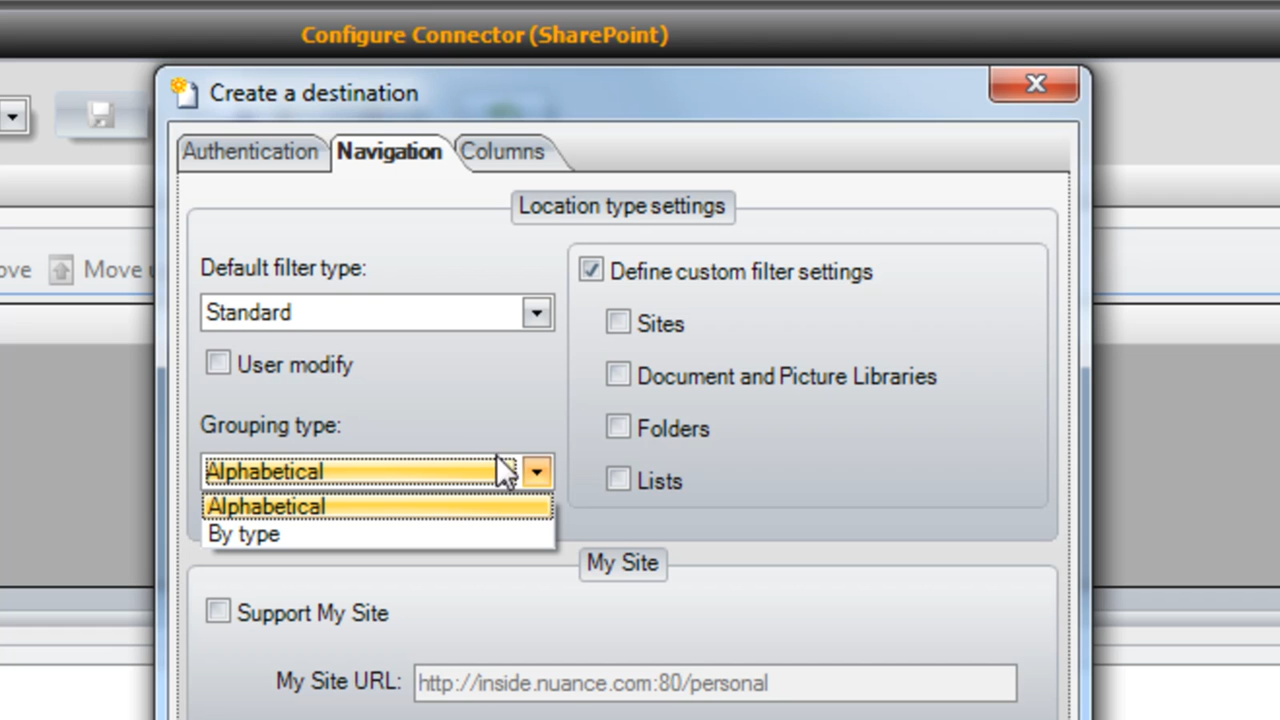 Configure Connector (SharePoint)
Create a destination
Authentication
Navigation
Columns
Location type settings
ove
Move u
Default filter type:
Standard
User modify
Grouping type:
Alphabetical
Alphabetical
By type
Define custom filter settings
Sites
Document and Picture Libraries
Folders
Lists
My Site
Support My Site
My Site URL: http://inside.nuance.com:80/personal